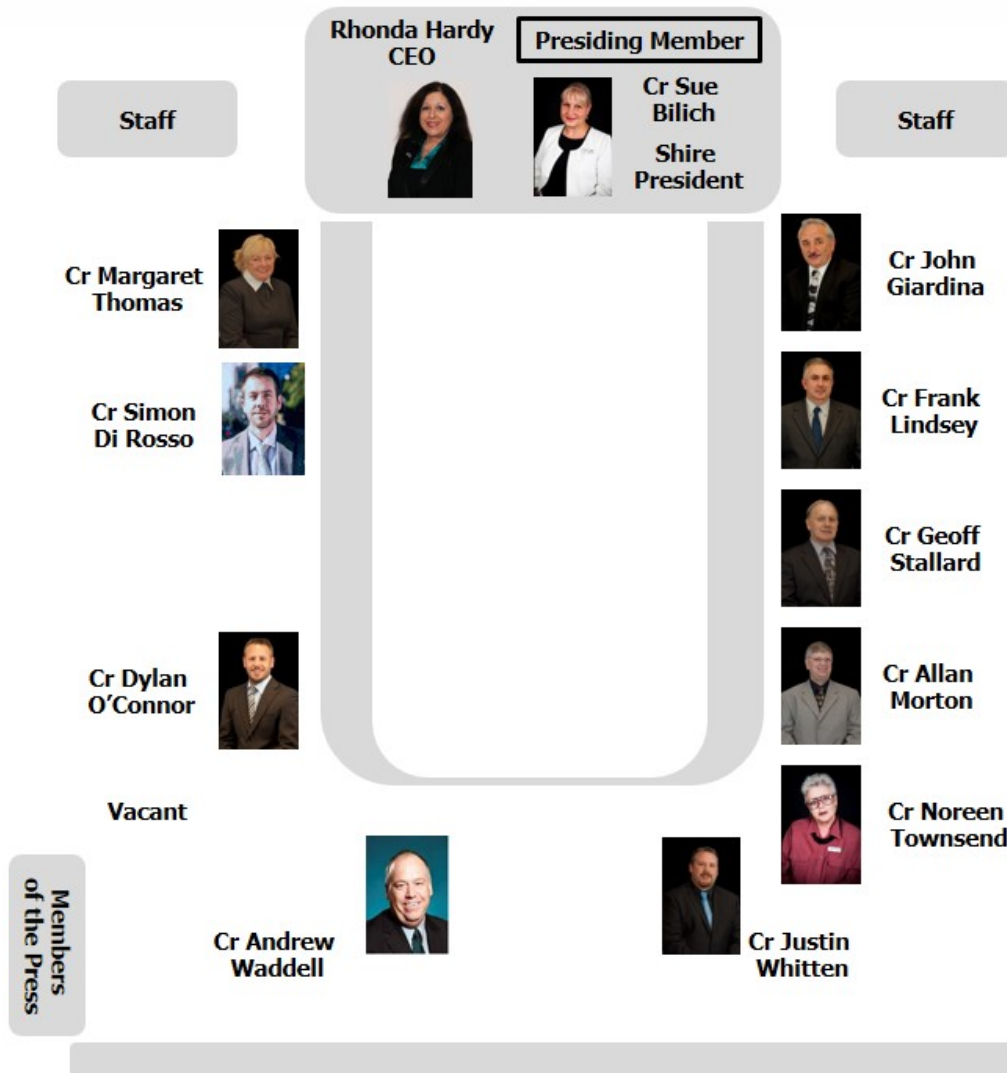 Rhonda Hardy
CEO
Presiding Member
Cr Sue
Bilich
Shire
President
Staff
Staff
Cr Margaret
Thomas
Cr John
Giardina
Cr Simon
Di Rosso
Cr Frank
Lindsey
Cr Geoff
Stallard
Cr Dylan
O'Connor
Cr Allan
Morton
Vacant
Cr Noreen
Townsend
Members
of the Press
Cr Andrew
Waddell
Cr Justin
Whitten